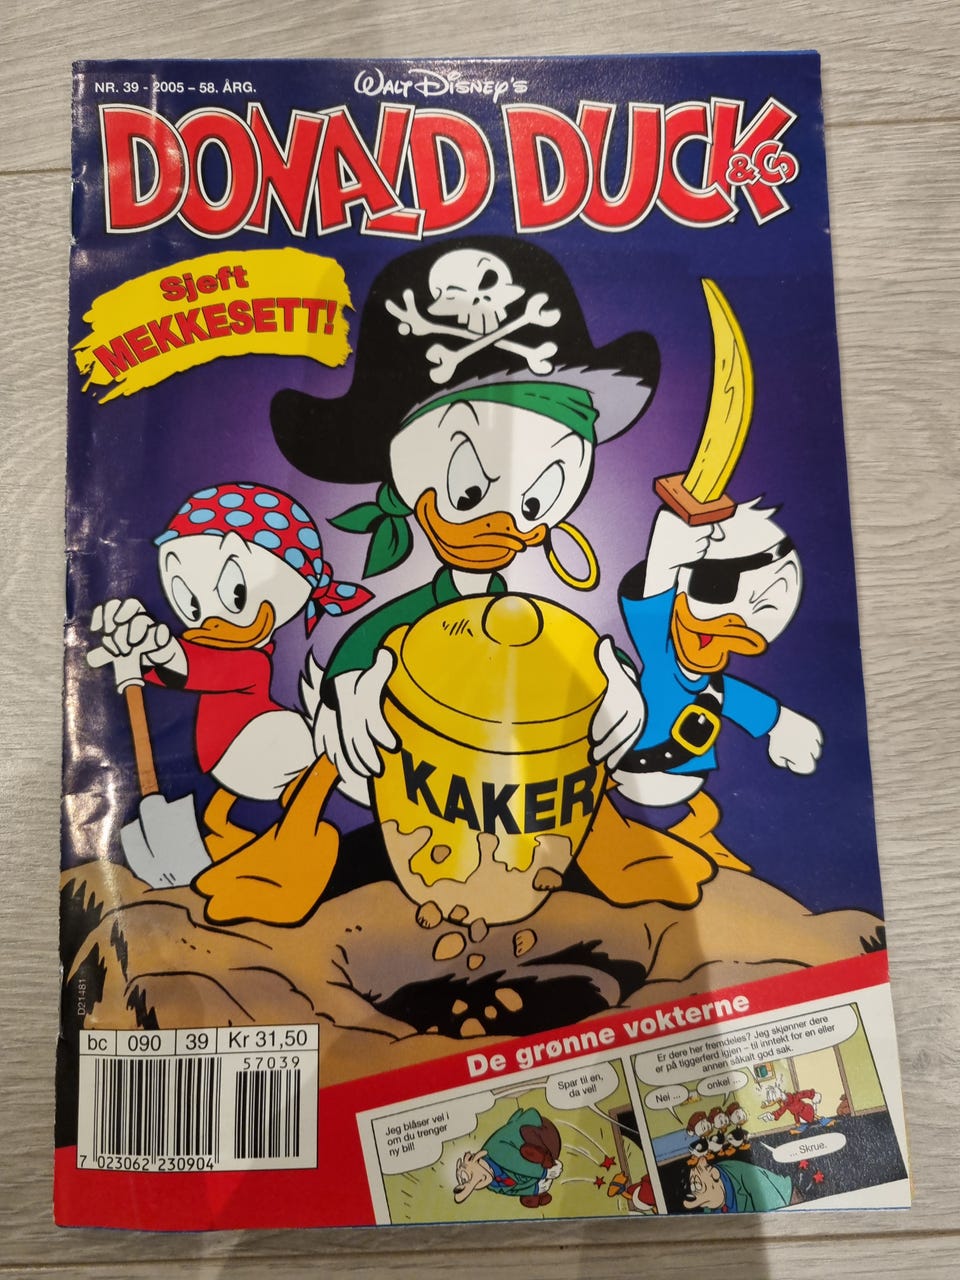 NR. 39 - 2005 – 58. ÅRG.
WALT DISNEY'S
DONALD DUCK
& Co
Sjeft
MEKKESETT!
KAKER
D21481
bc 090 39 Kr 31,50
57039
7 023062 230904
De grønne vokterne
Jeg blåser vel i
om du trenger
ny bil!
Spar til en,
da vel!
Er dere her fremdeles? Jeg skjønner dere
er på tiggerferd igjen – til inntekt for en eller
annen såkalt god sak.
Nei ...
onkel ...
... Skrue.